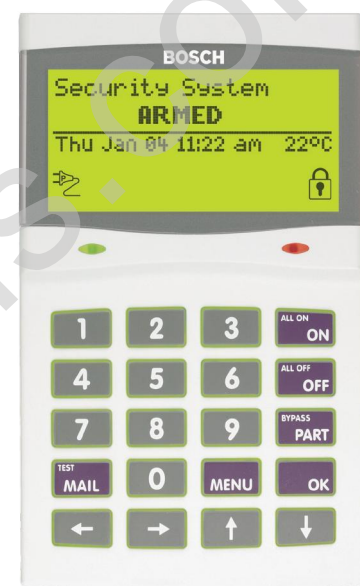 BOSCH
Security System
ARMED
Thu Jan 04 11:22 am 22ºC
P
1 2 3 ALL ON ON
4 5 6 ALL OFF OFF
7 8 9 BYPASS PART
TEST MAIL 0 MENU OK
← → ↑ ↓